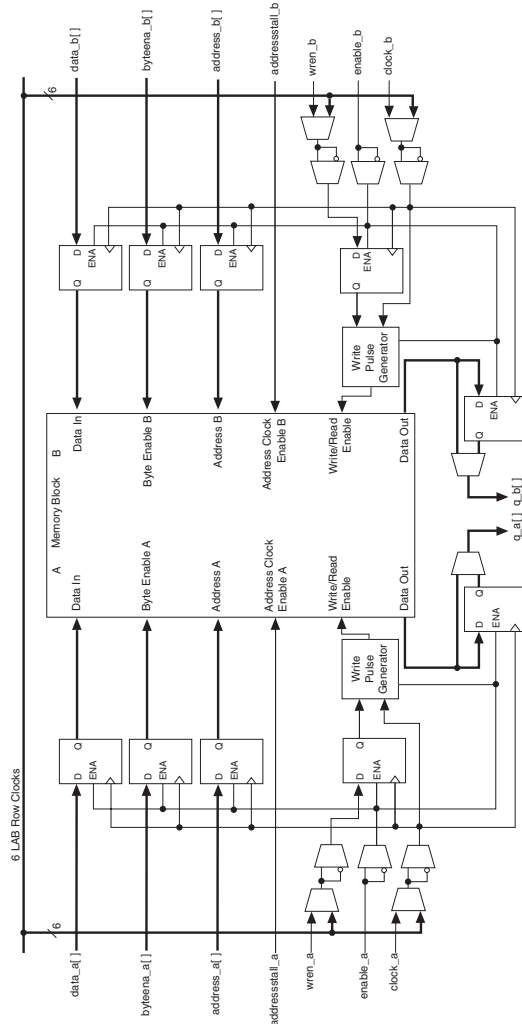 6 LAB Row Clocks
6
6
data_a[ ]
byteena_a[ ]
address_a[ ]
addressstall_a
wren_a
enable_a
clock_a
D
Q
ENA
D
Q
ENA
D
Q
ENA
D
Q
ENA
Write
Pulse
Generator
A
Memory Block
B
Data In
Data In
Byte Enable A
Byte Enable B
Address A
Address B
Address Clock
Enable A
Address Clock
Enable B
Write/Read
Enable
Write/Read
Enable
Data Out
Data Out
D
Q
ENA
D
Q
ENA
q_a[ ]
q_b[ ]
Write
Pulse
Generator
Q
D
ENA
Q
D
ENA
Q
D
ENA
Q
D
ENA
data_b[ ]
byteena_b[ ]
address_b[ ]
addressstall_b
wren_b
enable_b
clock_b